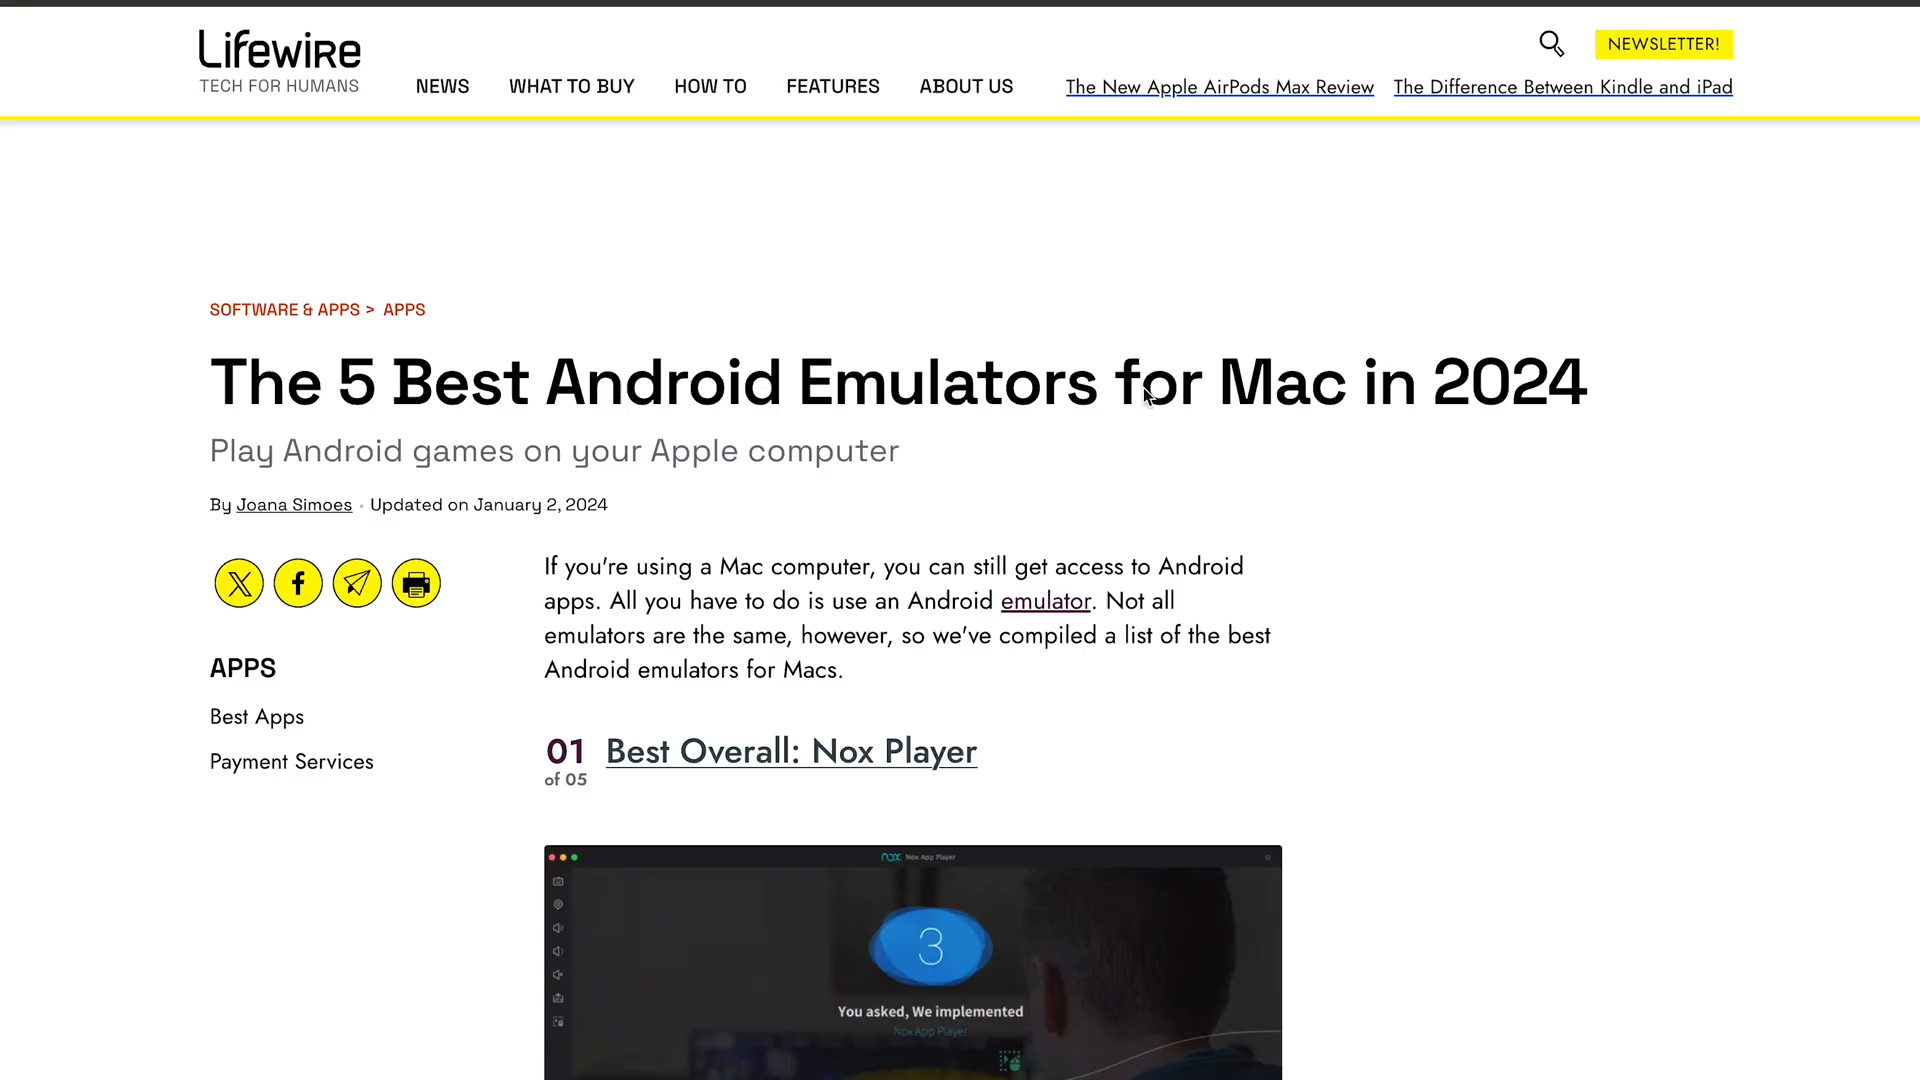 Lifewire
TECH FOR HUMANS
NEWS
WHAT TO BUY
HOW TO
FEATURES
ABOUT US
NEWSLETTER!
The New Apple AirPods Max Review
The Difference Between Kindle and iPad
SOFTWARE & APPS > APPS
The 5 Best Android Emulators for Mac in 2024
Play Android games on your Apple computer
By Joana Simoes • Updated on January 2, 2024
APPS
Best Apps
Payment Services
If you're using a Mac computer, you can still get access to Android
apps. All you have to do is use an Android emulator. Not all
emulators are the same, however, so we've compiled a list of the best
Android emulators for Macs.
01
of 05
Best Overall: Nox Player
nox Nox App Player
3
You asked, We implemented
Nox App Player